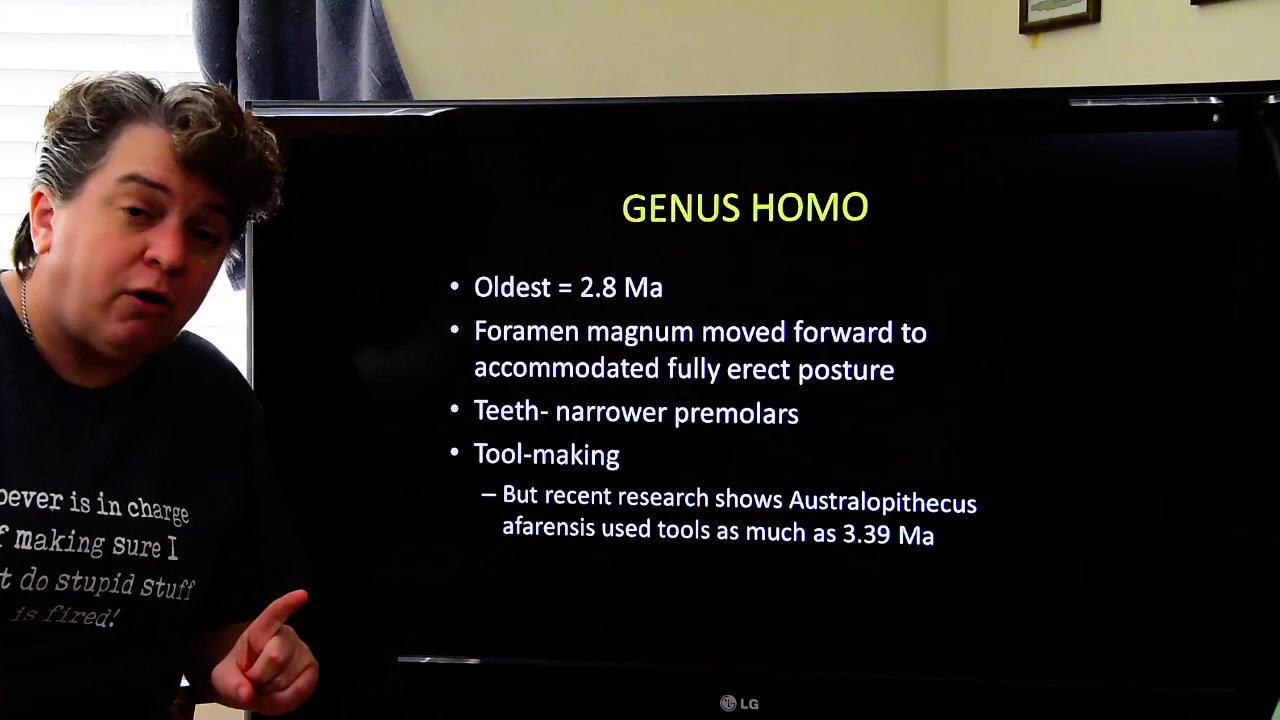 GENUS HOMO
• Oldest = 2.8 Ma
• Foramen magnum moved forward to
accommodated fully erect posture
• Teeth- narrower premolars
• Tool-making
– But recent research shows Australopithecus
afarensis used tools as much as 3.39 Ma
is in charge
making sure I
do stupid stuff
is fired!
LG